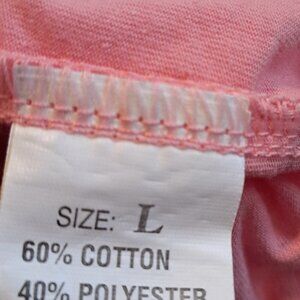 SIZE: L
60% COTTON
40% POLYESTER